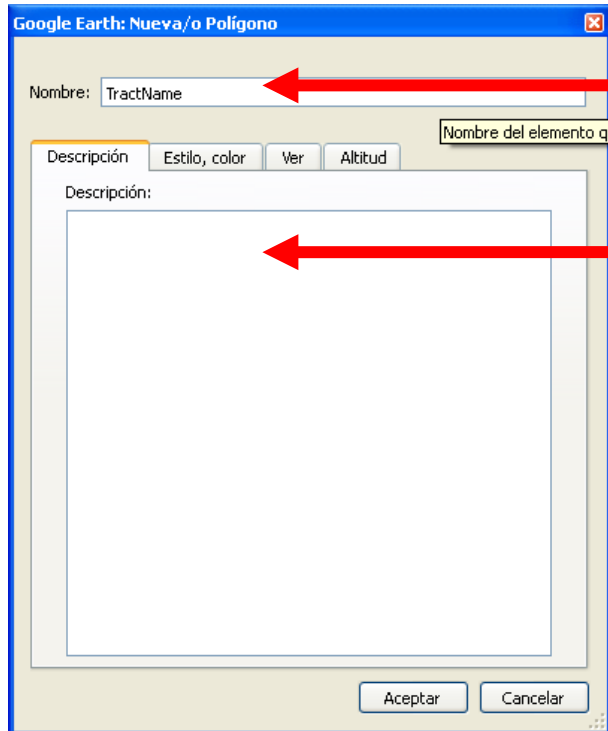 Google Earth: Nueva/o Polígono
Nombre: TractName
Nombre del elemento q
Descripción Estilo, color Ver Altitud
Descripción:
Aceptar Cancelar